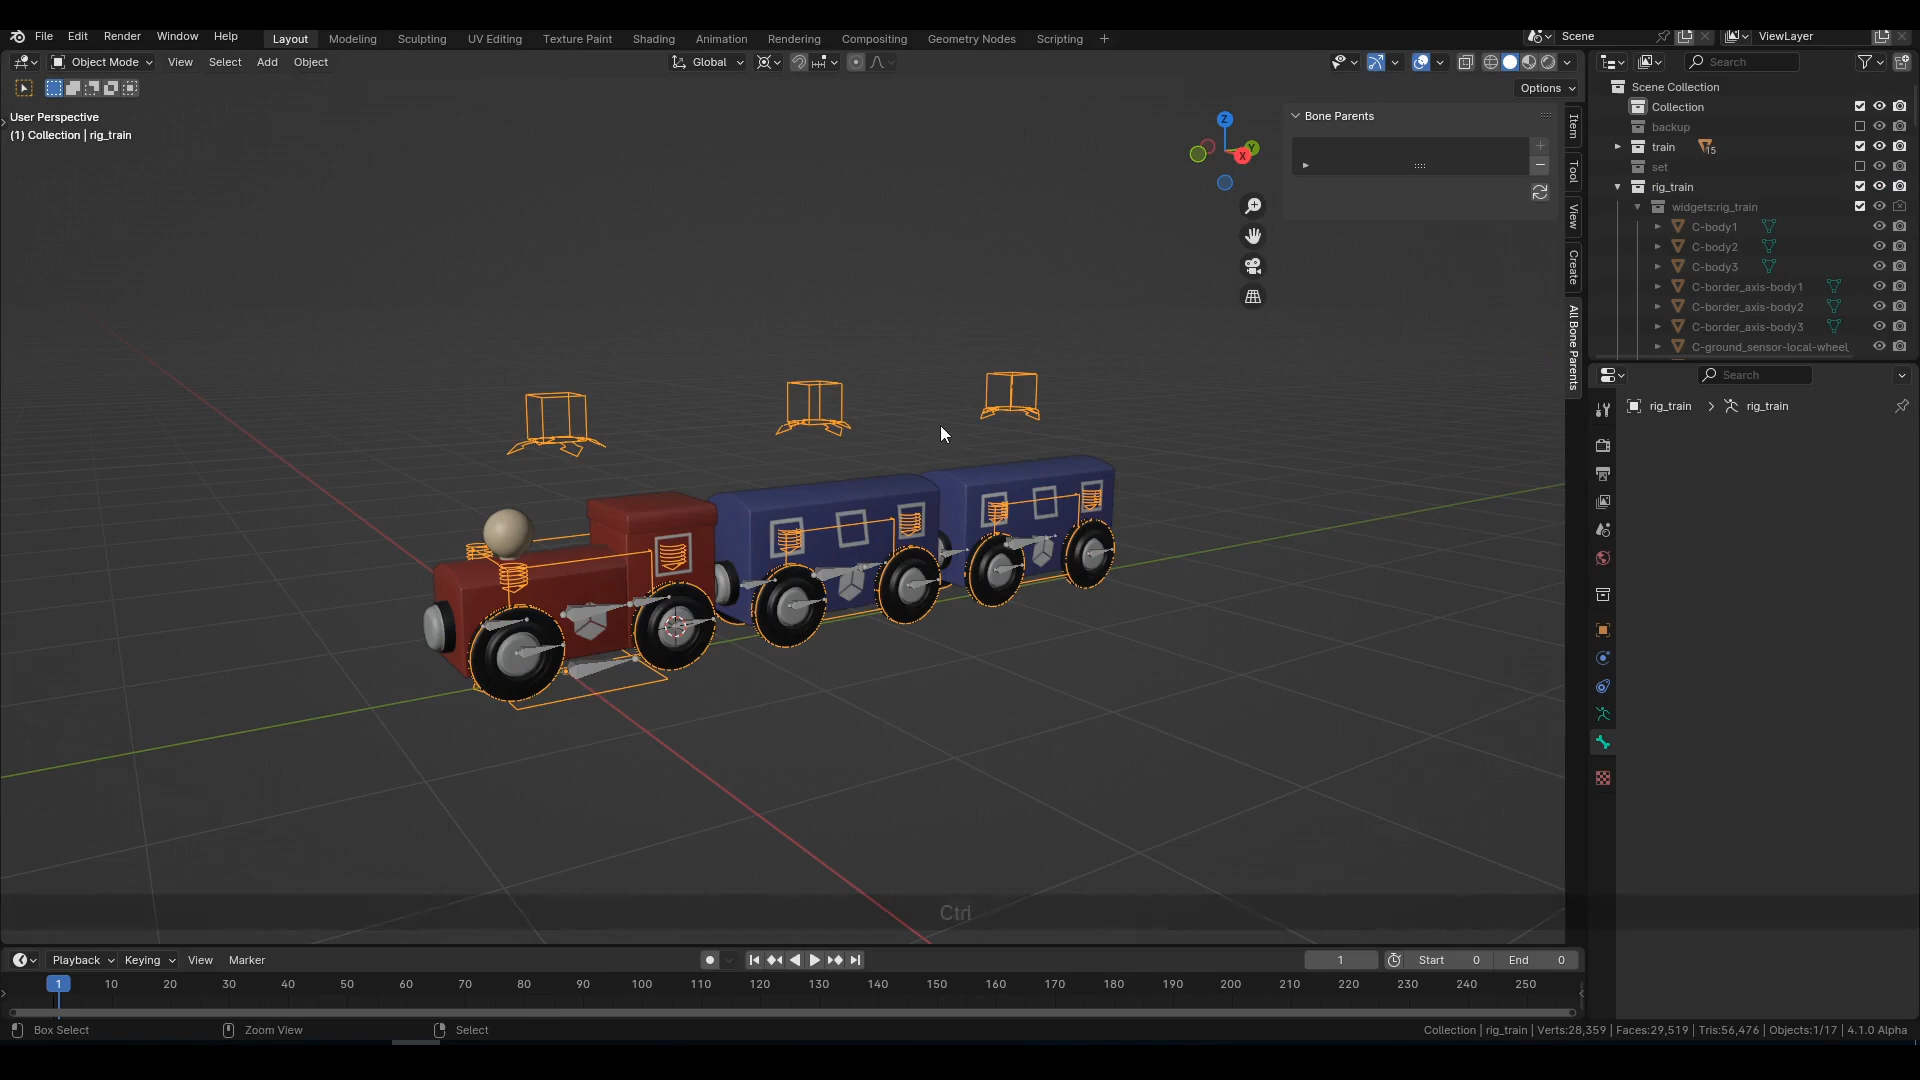 File Edit Render Window Help Layout Modeling Sculpting UV Editing Texture Paint Shading Animation Rendering Compositing Geometry Nodes Scripting + Scene ViewLayer
Object Mode View Select Add Object Global Search
Options
User Perspective
(1) Collection | rig_train
Z
Y
X
Bone Parents
Item
Tool
View
Create
All Bone Parents
Scene Collection
Collection
backup
train 15
set
rig_train
widgets:rig_train
C-body1
C-body2
C-body3
C-border_axis-body1
C-border_axis-body2
C-border_axis-body3
C-ground_sensor-local-wheel
Search
rig_train > rig_train
Ctrl
Playback Keying View Marker 1 Start 0 End 0
1 10 20 30 40 50 60 70 80 90 100 110 120 130 140 150 160 170 180 190 200 210 220 230 240 250
Box Select Zoom View Select Collection | rig_train | Verts:28,359 | Faces:29,519 | Tris:56,476 | Objects:1/17 | 4.1.0 Alpha